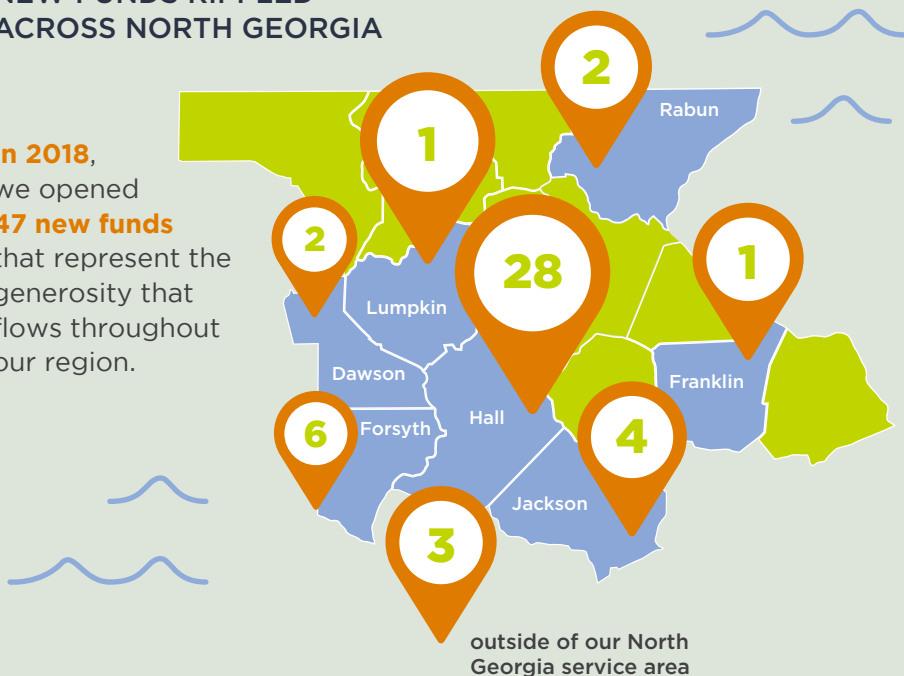 ACROSS NORTH GEORGIA
2
Rabun
1
in 2018,
we opened
47 new funds
that represent the
generosity that
flows throughout
our region.
2
28
1
Lumpkin
Dawson
Franklin
Hall
6
Forsyth
4
Jackson
3
outside of our North
Georgia service area